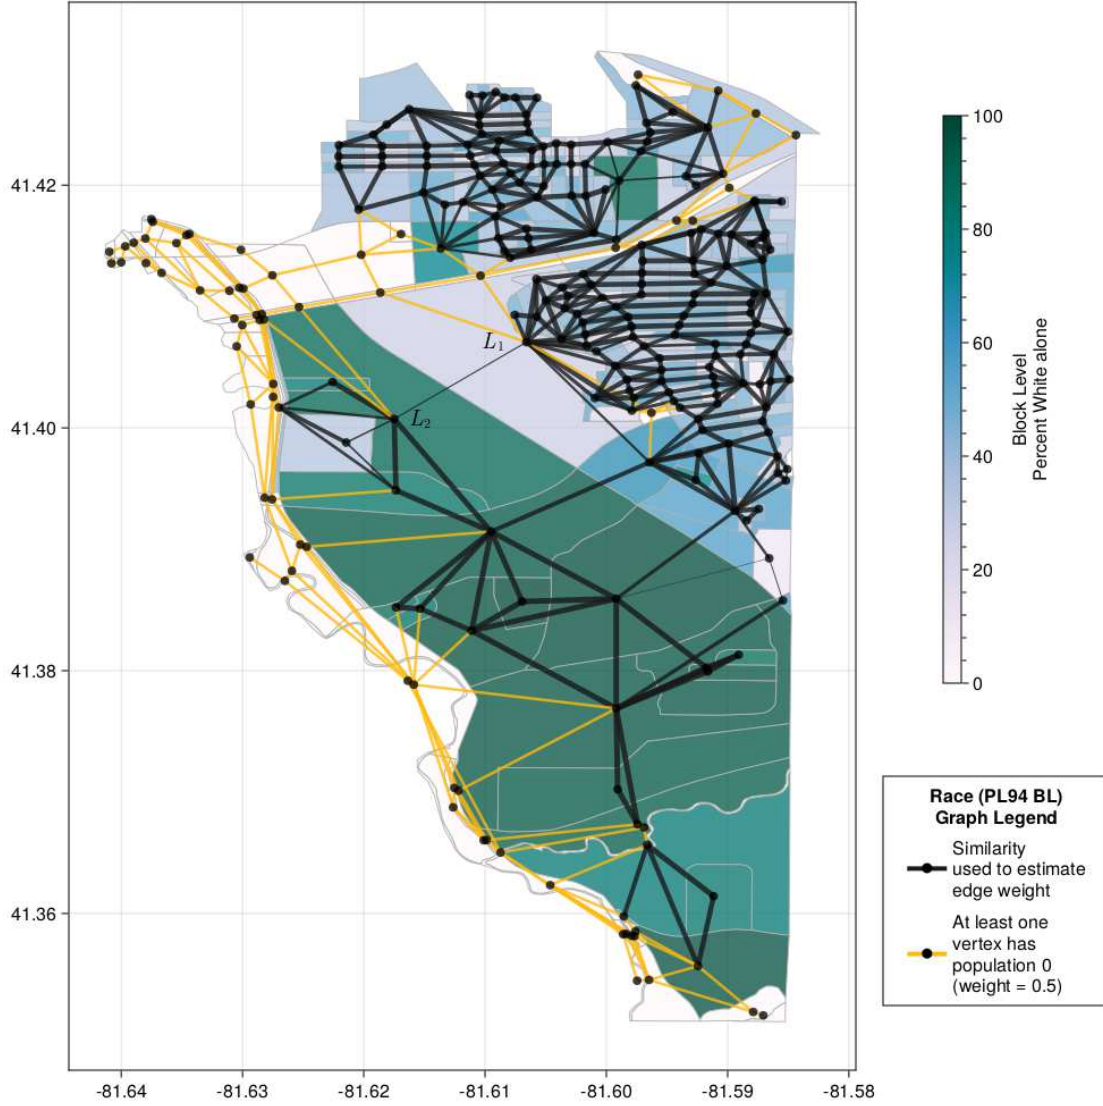 41.42
41.40
41.38
41.36
-81.64
-81.63
-81.62
-81.61
-81.60
-81.59
-81.58
L1
L2
100
80
60
40
20
0
Block Level
Percent White alone
Race (PL94 BL)
Graph Legend
Similarity
used to estimate
edge weight
At least one
vertex has
population 0
(weight = 0.5)